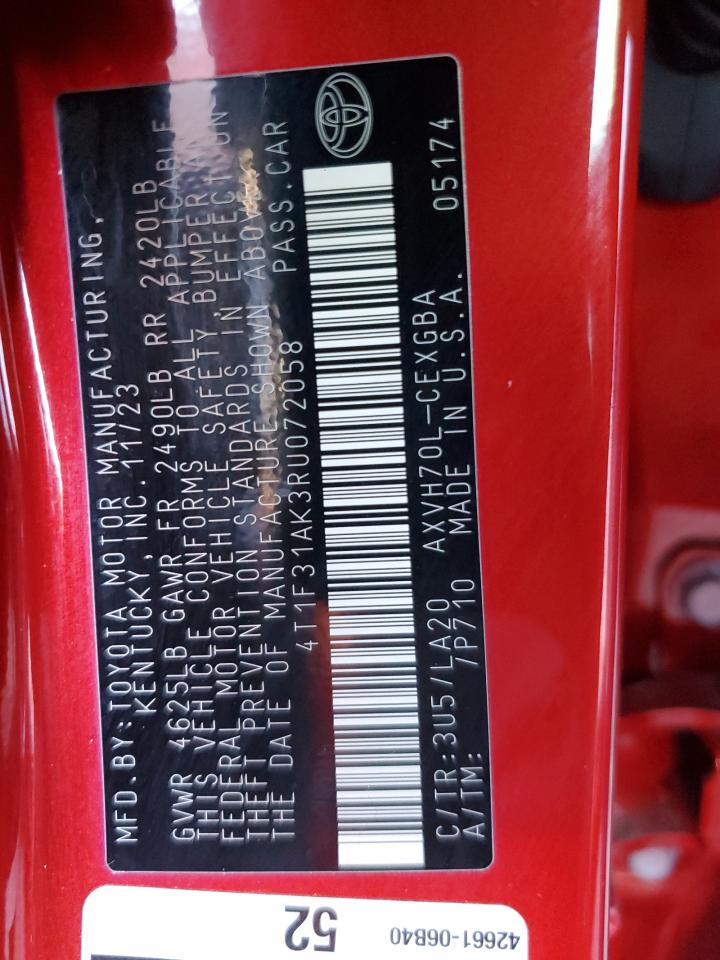 MFD.BY:TOYOTA MOTOR MANUFACTURING,
KENTUCKY,INC.11/23
GVWR 4625LB GAWR FR 2490LB RR 2420LB
THIS VEHICLE CONFORMS TO ALL APPLICABLE
FEDERAL MOTOR VEHICLE SAFETY, BUMPER AND
THEFT PREVENTION STANDARDS IN EFFECT ON
THE DATE OF MANUFACTURE SHOWN ABOVE.
4T1F31AK3RU072058 PASS.CAR
C/TR:3U5/LA20 AXVH70L-CEXGBA 05174
A/TM: /P710 MADE IN U.S.A.
52
42661-06B40